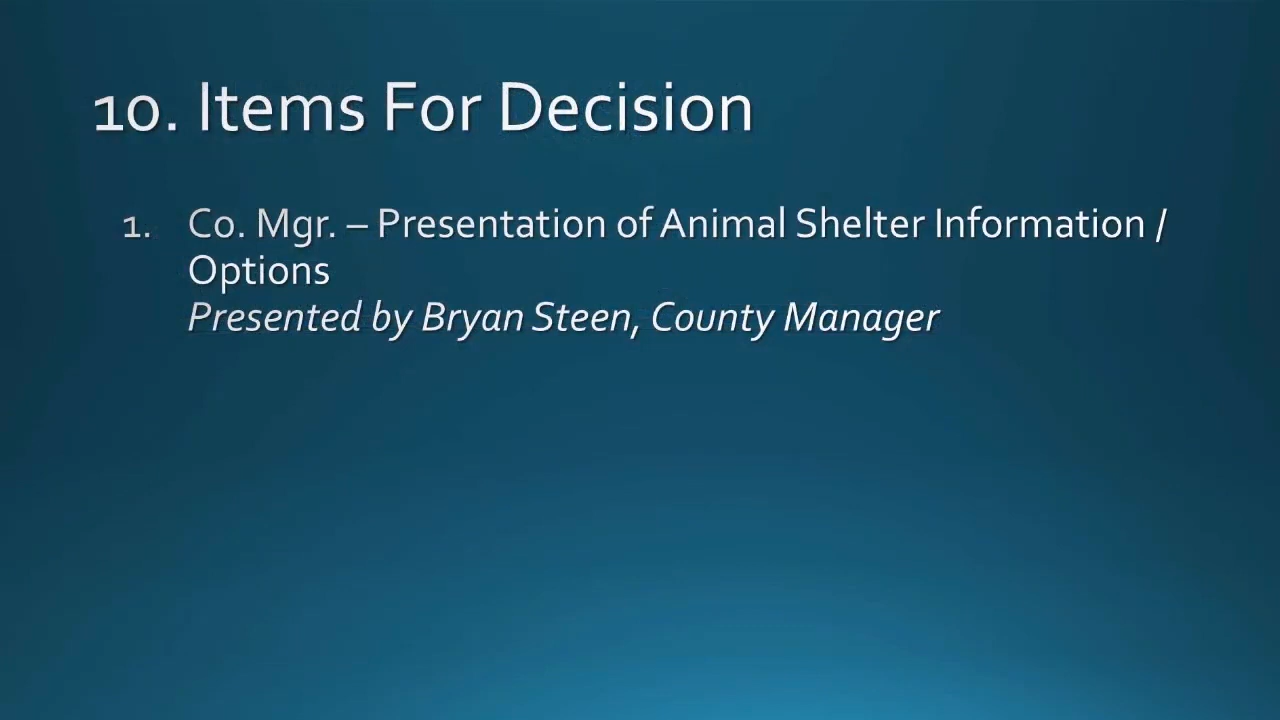 10. Items For Decision
1. Co. Mgr. – Presentation of Animal Shelter Information /
Options
Presented by Bryan Steen, County Manager